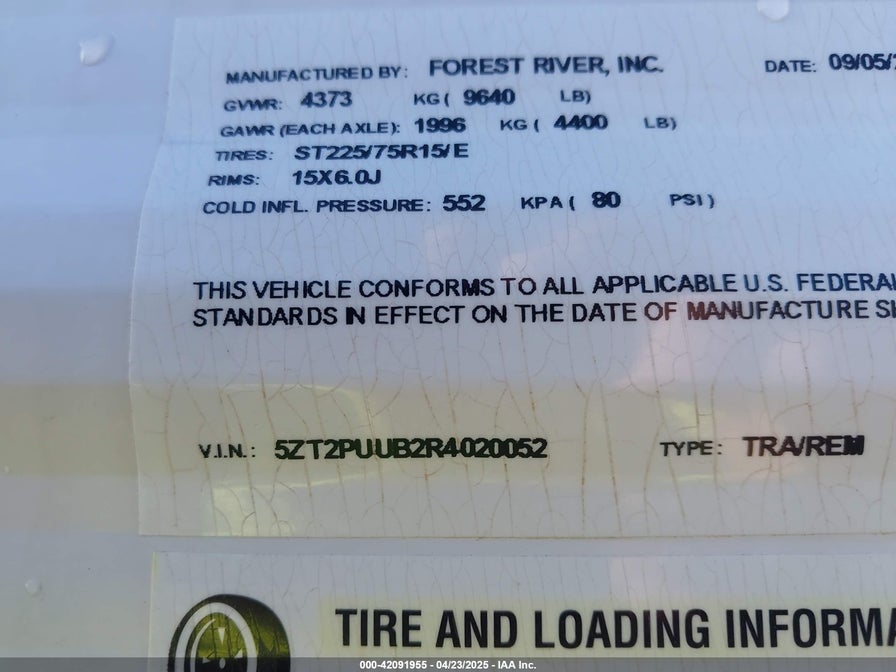 MANUFACTURED BY: FOREST RIVER, INC. DATE: 09/05/
GVWR: 4373 KG ( 9640 LB)
GAWR (EACH AXLE): 1996 KG ( 4400 LB)
TIRES: ST225/75R15/E
RIMS: 15X6.0J
COLD INFL. PRESSURE: 552 KPA ( 80 PSI )
THIS VEHICLE CONFORMS TO ALL APPLICABLE U.S. FEDERAL
STANDARDS IN EFFECT ON THE DATE OF MANUFACTURE
V.I.N.: 5ZT2PUUB2R4020052 TYPE: TRA/REM
TIRE AND LOADING INFORMA
000-42091955 - 04/23/2025 - IAA Inc.